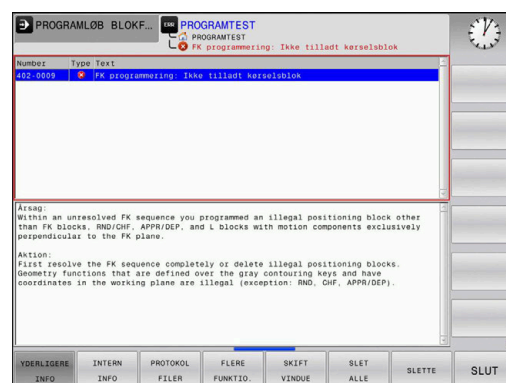 PROGRAMLØB BLOKF...
ERR PROGRAMTEST
PROGRAMTEST
FK programmering: Ikke tilladt kørselsblok
Number Type Text
402-0009 FK programmering: Ikke tilladt kørselsblok
Årsag:
Within an unresolved FK sequence you programmed an illegal positioning block other
than FK blocks, RND/CHF, APPR/DEP, and L blocks with motion components exclusively
perpendicular to the FK plane.
Aktion:
First resolve the FK sequence completely or delete illegal positioning blocks.
Geometry functions that are defined over the gray contouring keys and have
coordinates in the working plane are illegal (exception: RND, CHF, APPR/DEP).
YDERLIGERE INFO
INTERN INFO
PROTOKOL FILER
FLERE FUNKTIO.
SKIFT VINDUE
SLET ALLE
SLETTE
SLUT